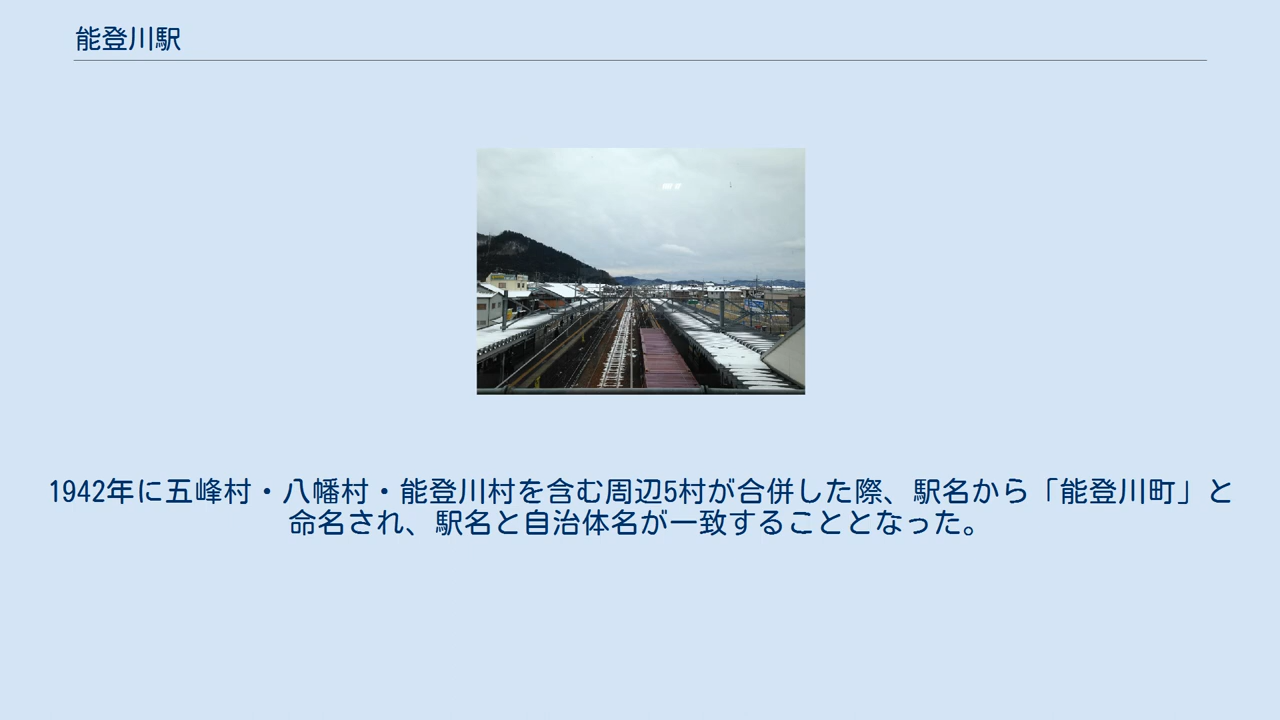 能登川駅
1942年に五峰村・八幡村・能登川村を含む周辺5村が合併した際、駅名から「能登川町」と
命名され、駅名と自治体名が一致することとなった。